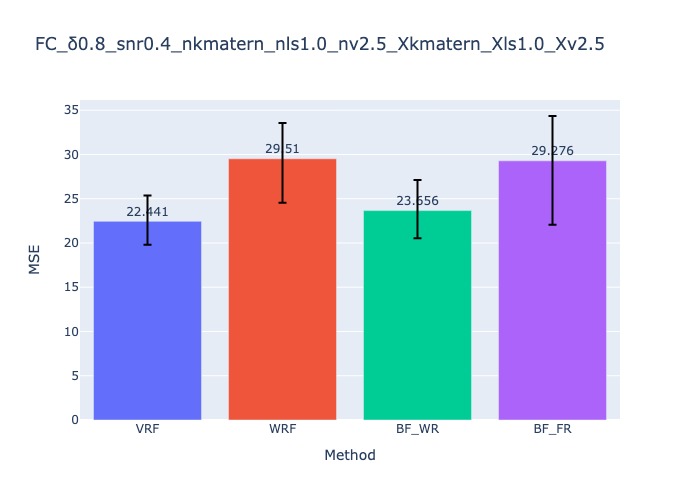 FC_δ0.8_snr0.4_nkmatern_nls1.0_nv2.5_Xkmatern_Xls1.0_Xv2.5
35
30
25
20
15
10
5
0
MSE
22.441
29.51
23.656
29.276
VRF
WRF
BF_WR
BF_FR
Method